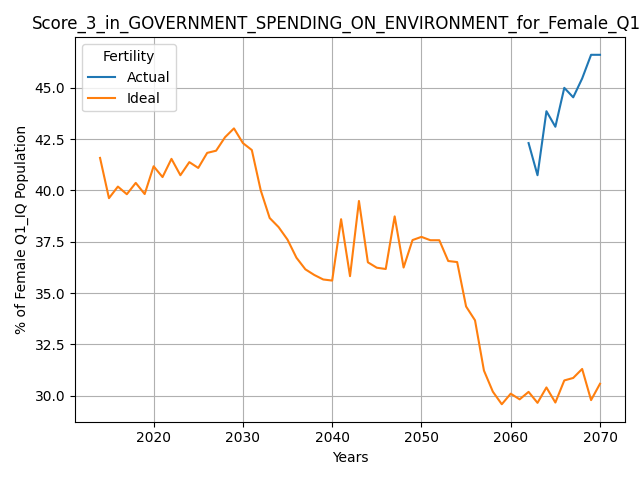 Score_3_in_GOVERNMENT_SPENDING_ON_ENVIRONMENT_for_Female_Q1
Fertility
Actual
Ideal
45.0
42.5
40.0
37.5
35.0
32.5
30.0
% of Female Q1_IQ Population
2020 2030 2040 2050 2060 2070
Years